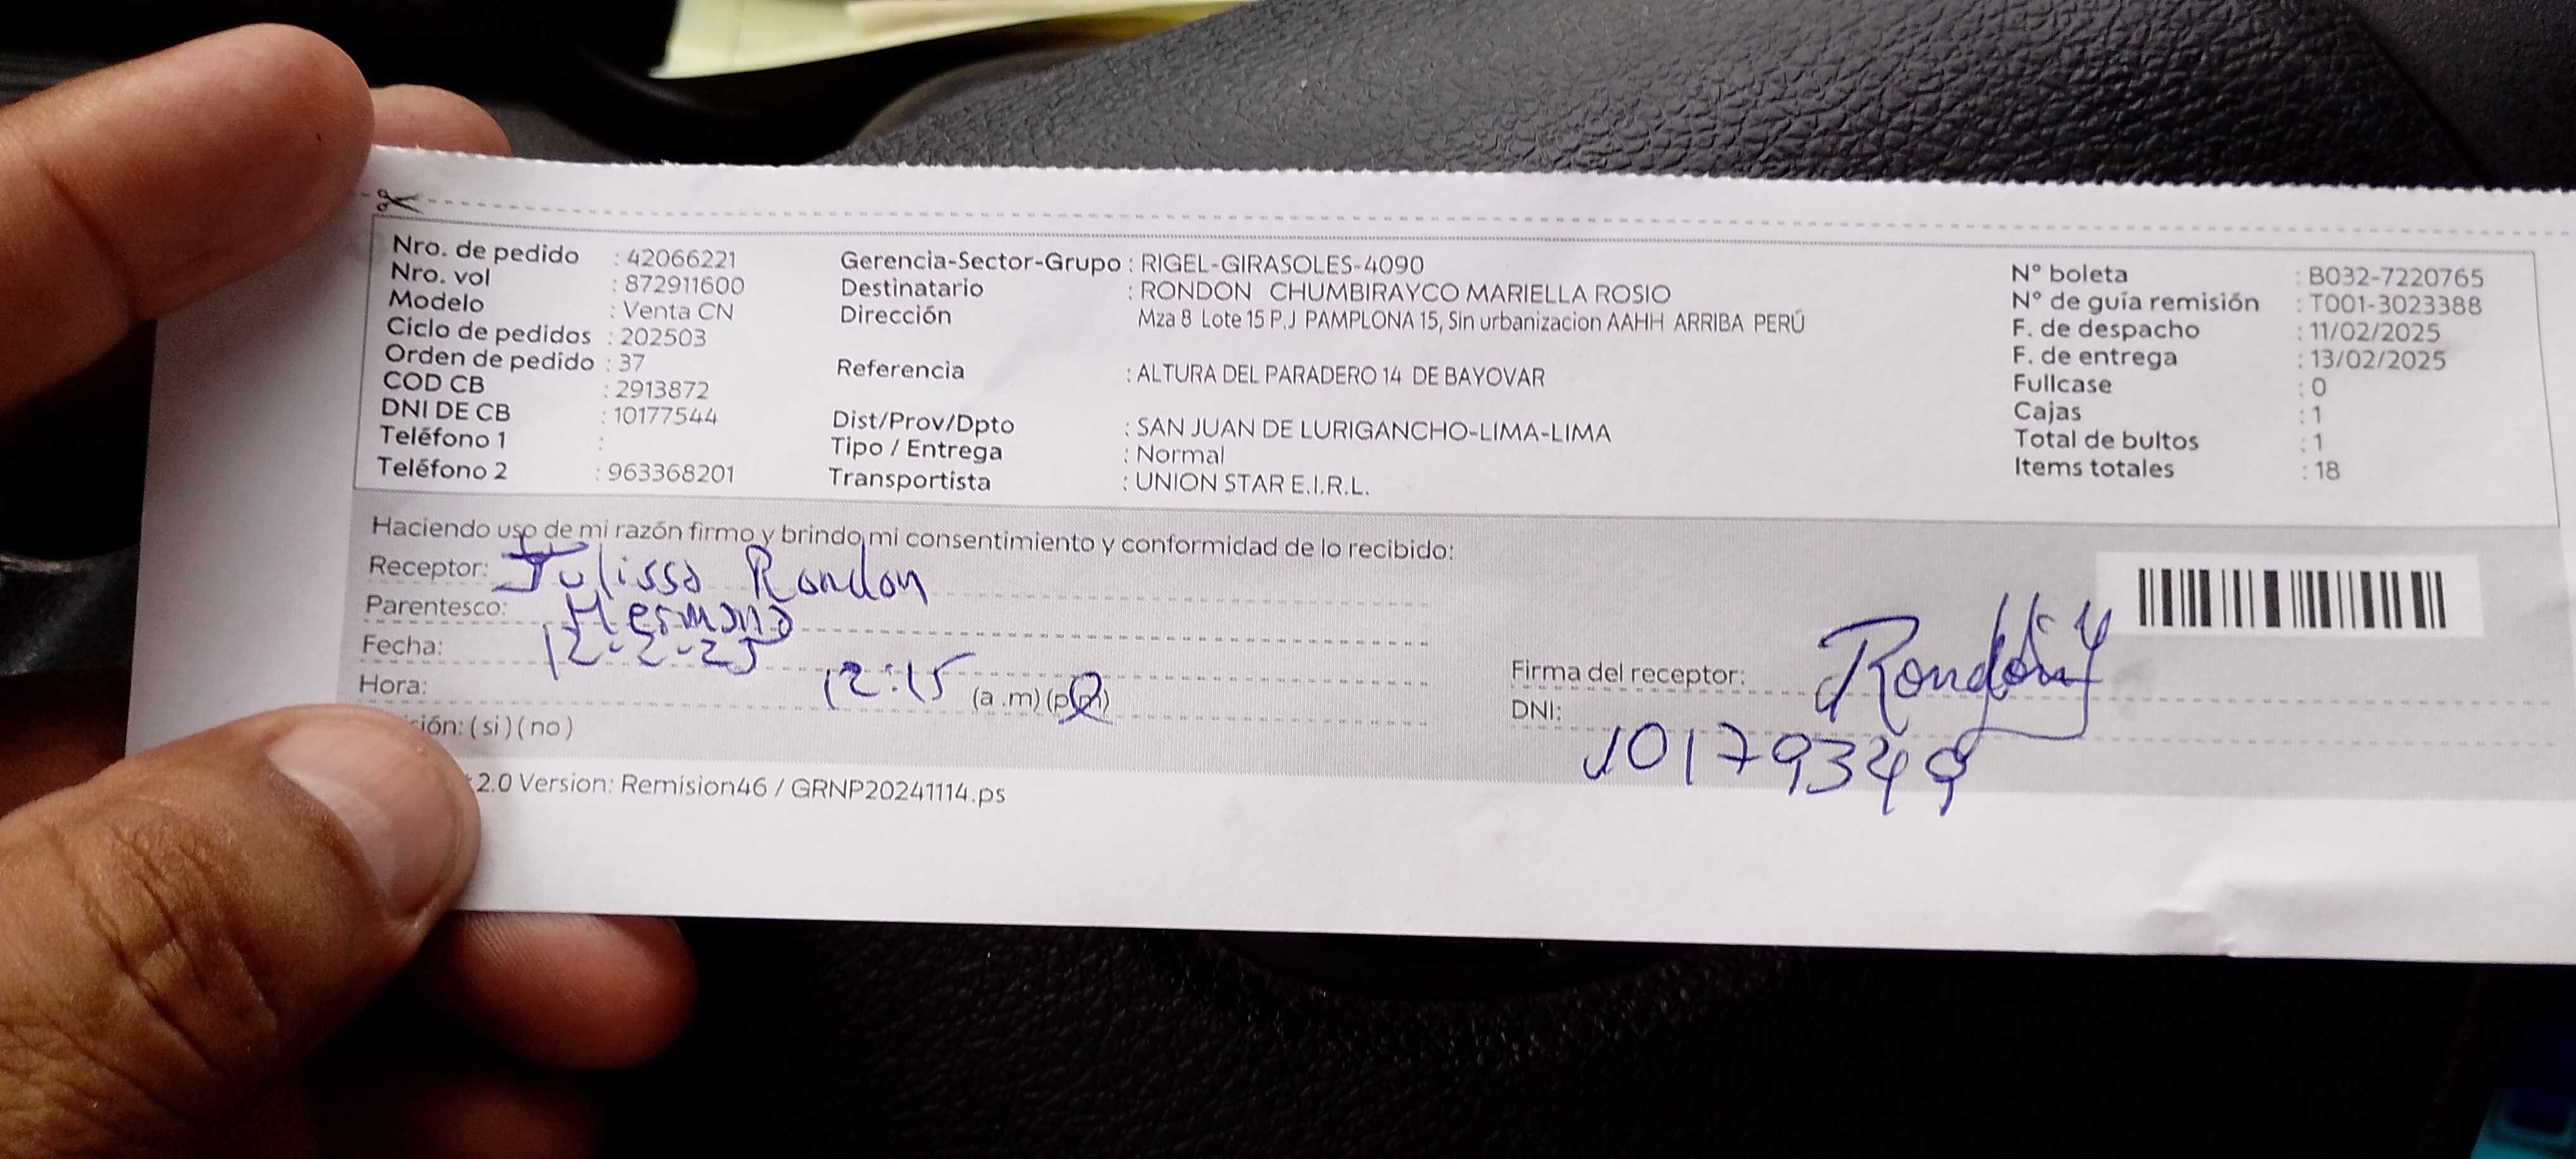 Nro. de pedido : 42066221
Nro. vol : 872911600
Modelo : Venta CN
Ciclo de pedidos : 202503
Orden de pedido : 37
COD CB : 2913872
DNI DE CB : 10177544
Teléfono 1 :
Teléfono 2 : 963368201
Gerencia-Sector-Grupo : RIGEL-GIRASOLES-4090
Destinatario : RONDON CHUMBIRAYCO MARIELLA ROSIO
Dirección Mza 8 Lote 15 P.J PAMPLONA 15, Sin urbanizacion AAHH ARRIBA PERÚ
Referencia : ALTURA DEL PARADERO 14 DE BAYOVAR
Dist/Prov/Dpto : SAN JUAN DE LURIGANCHO-LIMA-LIMA
Tipo / Entrega : Normal
Transportista : UNION STAR E.I.R.L.
N° boleta : B032-7220765
N° de guía remisión : T001-3023388
F. de despacho : 11/02/2025
F. de entrega : 13/02/2025
Fullcase : 0
Cajas : 1
Total de bultos : 1
Items totales : 18
Haciendo uso de mi razón firmo y brindo mi consentimiento y conformidad de lo recibido:
Receptor: Julissa Rondon
Parentesco: Hermana
Fecha: 12-2-25
Hora: 12:15 (a.m)(p.m)
ión: (si)(no)
Firma del receptor: Rondón
DNI: 10179349
2.0 Version: Remision46 / GRNP20241114.ps